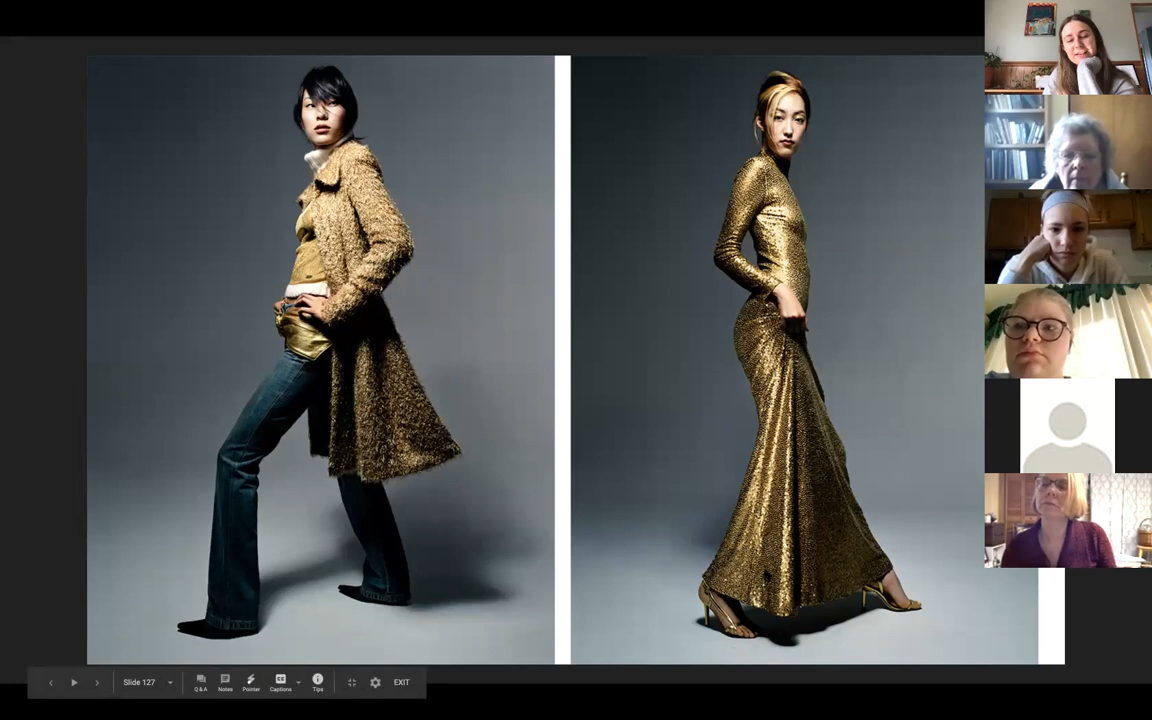 Slide 127
Q & A
Notes
Pointer
Captions
Tips
EXIT